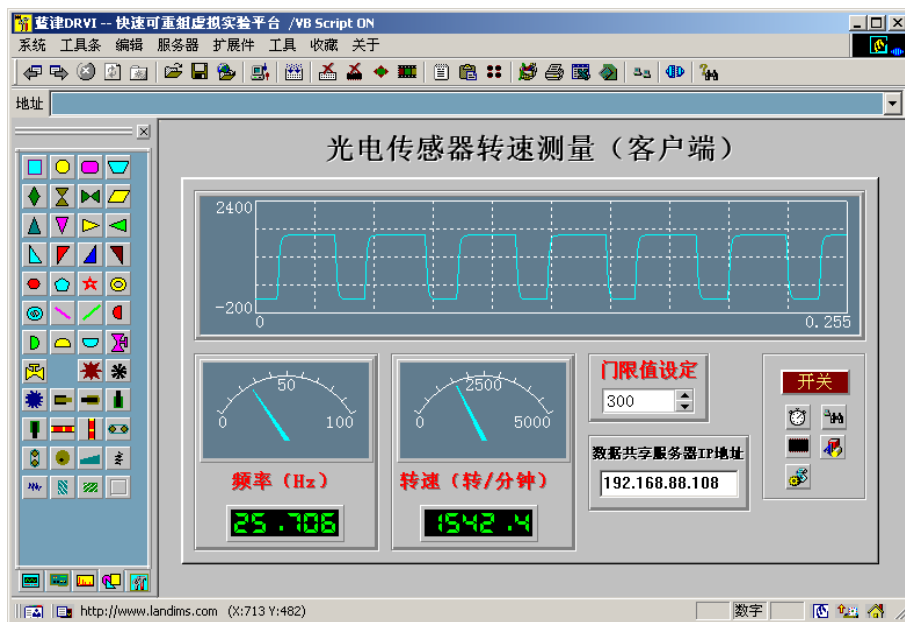 蓝津DRVI -- 快速可重组虚拟实验平台 /VB Script ON
系统 工具条 编辑 服务器 扩展件 工具 收藏 关于
地址
光电传感器转速测量（客户端）
2400
-200
0
0.255
50
0
100
2500
0
5000
频率（Hz）
转速（转/分钟）
25.706
1542.4
门限值设定
300
数据共享服务器IP地址
192.168.88.108
开关
http://www.landims.com (X:713 Y:482)
数字